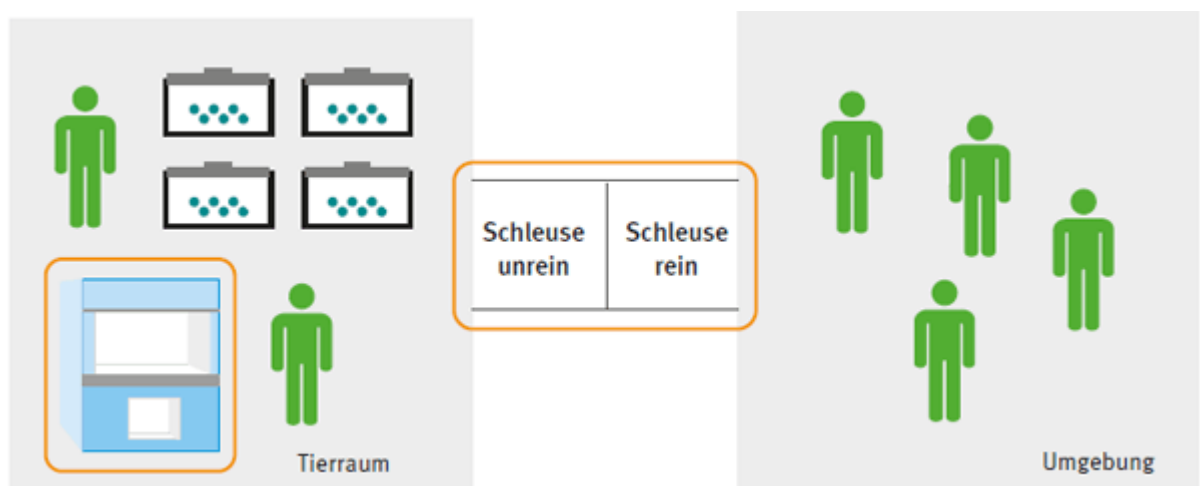 Schleuse
unrein
Schleuse
rein
Tierraum
Umgebung